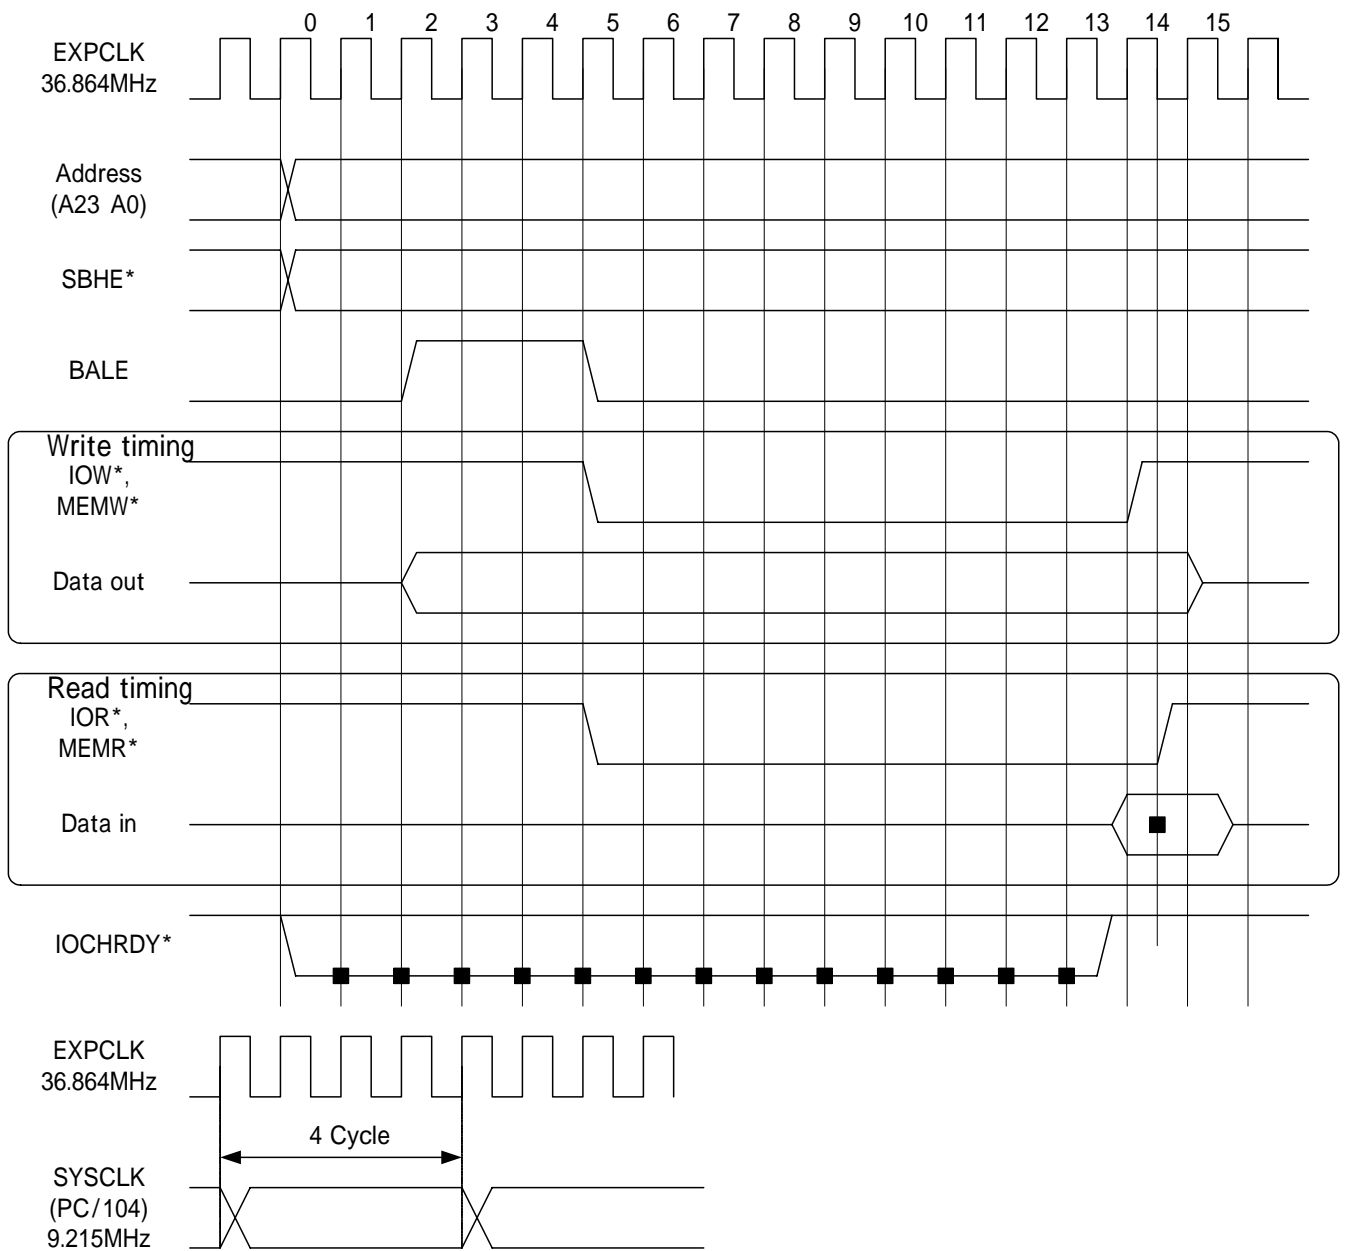 0 1 2 3 4 5 6 7 8 9 10 11 12 13 14 15
EXPCLK
36.864MHz
Address
(A23 A0)
SBHE*
BALE
Write timing
IOW*,
MEMW*
Data out
Read timing
IOR*,
MEMR*
Data in
IOCHRDY*
EXPCLK
36.864MHz
4 Cycle
SYSCLK
(PC/104)
9.215MHz